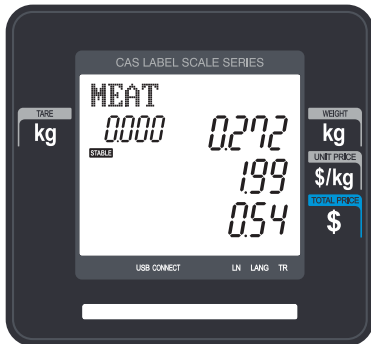 CAS LABEL SCALE SERIES
MEAT
TARE
kg
0.000
0.272
WEIGHT
kg
STABLE
1.99
UNIT PRICE
$/kg
0.54
TOTAL PRICE
$
USB CONNECT LN LANG TR